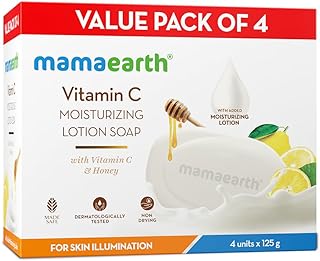 VALUE PACK OF 4
mamaearth®
Vitamin C
MOISTURIZING
LOTION SOAP
with Vitamin C
& Honey
WITH ADDED
MOISTURIZING
LOTION
mamaearth®
MADE
SAFE
DERMATOLOGICALLY
TESTED
NON
DRYING
FOR SKIN ILLUMINATION
4 units x 125 g